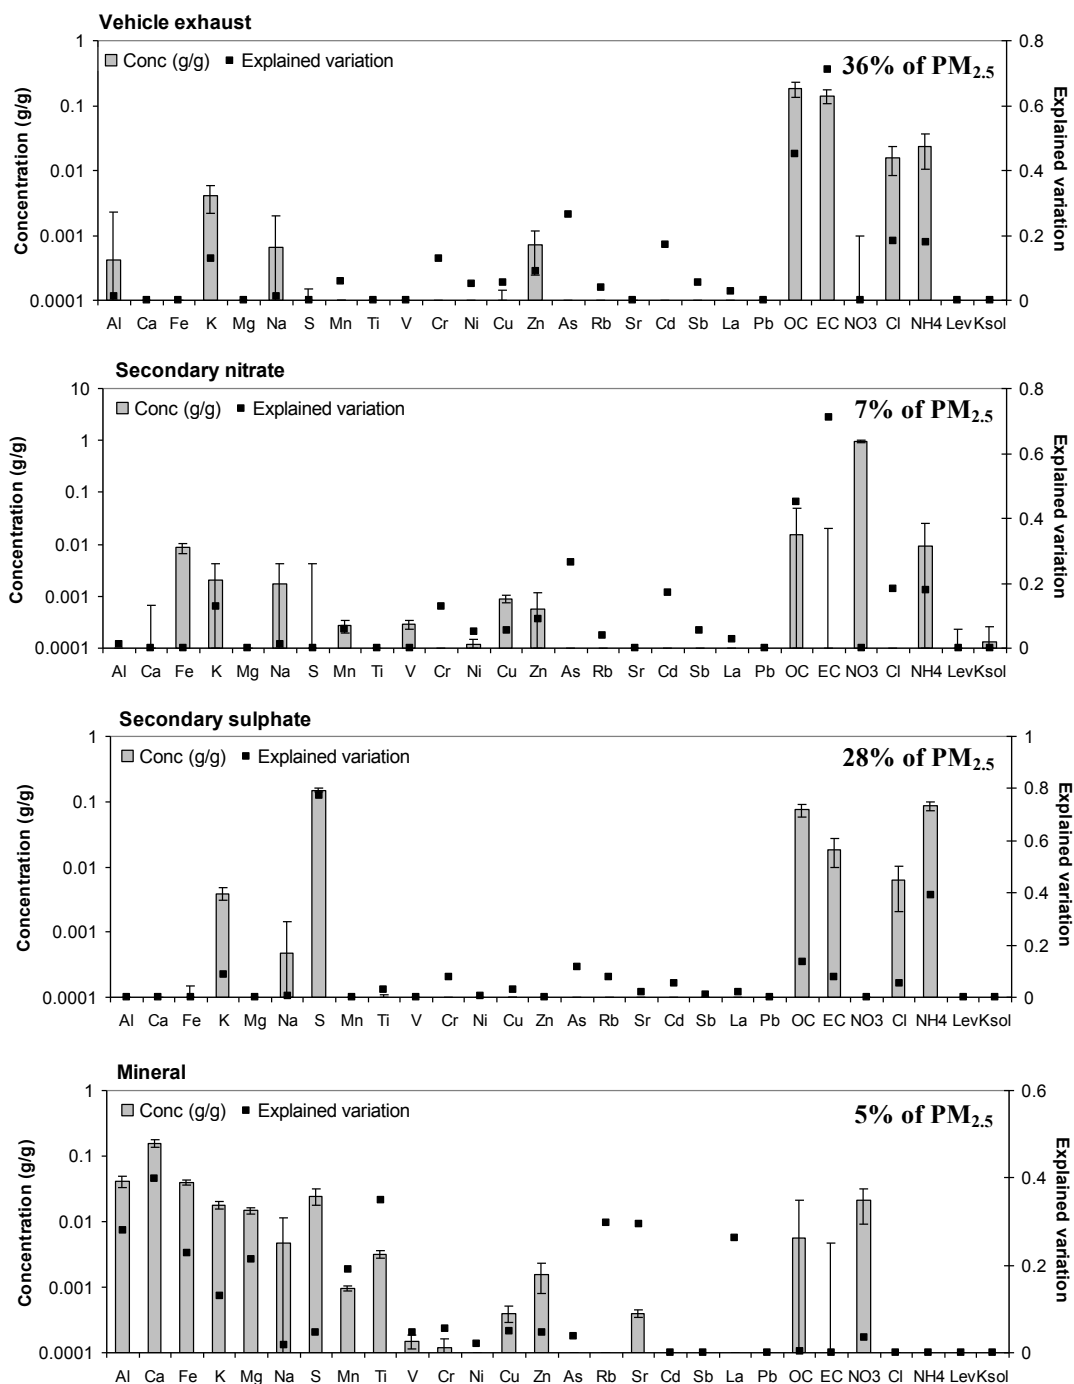 Vehicle exhaust
Conc (g/g) Explained variation
36% of PM2.5
Concentration (g/g)
1
0.1
0.01
0.001
0.0001
0.8
0.6
0.4
0.2
0
Explained variation
Al Ca Fe K Mg Na S Mn Ti V Cr Ni Cu Zn As Rb Sr Cd Sb La Pb OC EC NO3 Cl NH4 Lev Ksol
Secondary nitrate
Conc (g/g) Explained variation
7% of PM2.5
Concentration (g/g)
10
1
0.1
0.01
0.001
0.0001
0.8
0.6
0.4
0.2
0
Explained variation
Al Ca Fe K Mg Na S Mn Ti V Cr Ni Cu Zn As Rb Sr Cd Sb La Pb OC EC NO3 Cl NH4 Lev Ksol
Secondary sulphate
Conc (g/g) Explained variation
28% of PM2.5
Concentration (g/g)
1
0.1
0.01
0.001
0.0001
1
0.8
0.6
0.4
0.2
0
Explained variation
Al Ca Fe K Mg Na S Mn Ti V Cr Ni Cu Zn As Rb Sr Cd Sb La Pb OC EC NO3 Cl NH4 Lev Ksol
Mineral
Conc (g/g) Explained variation
5% of PM2.5
Concentration (g/g)
1
0.1
0.01
0.001
0.0001
0.6
0.4
0.2
0
Explained variation
Al Ca Fe K Mg Na S Mn Ti V Cr Ni Cu Zn As Rb Sr Cd Sb La Pb OC EC NO3 Cl NH4 Lev Ksol